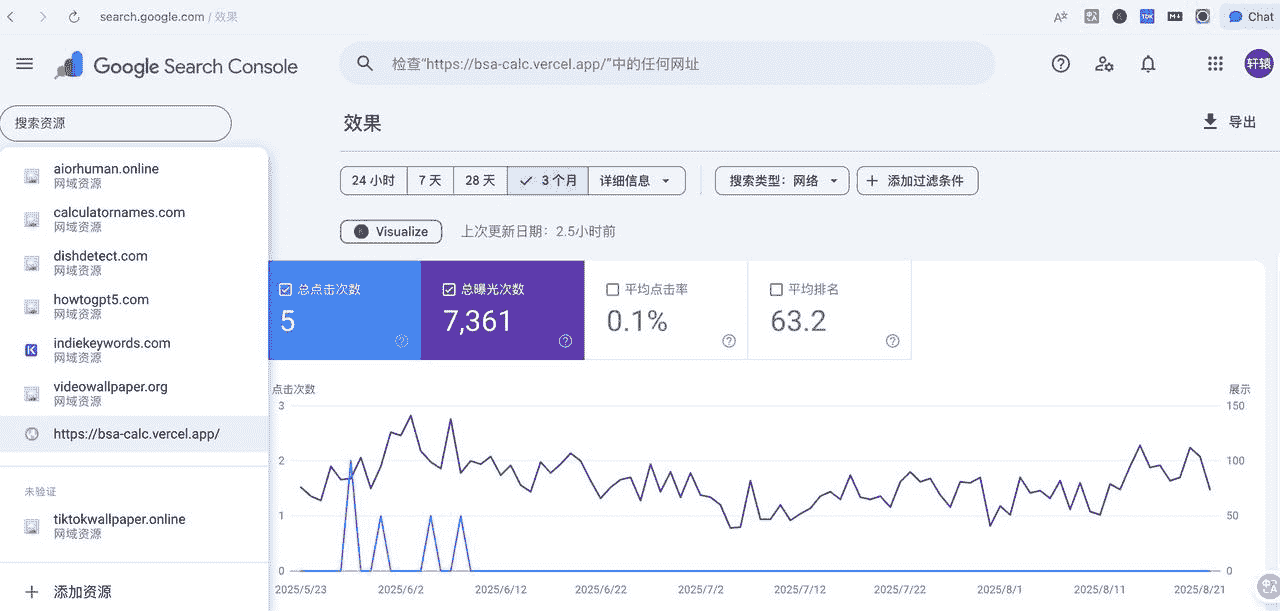 search.google.com / 效果
Chat
Google Search Console
检查“https://bsa-calc.vercel.app/”中的任何网址
轩辕
搜索资源
效果
导出
aiorhuman.online
网域资源
calculatornames.com
网域资源
dishdetect.com
网域资源
howtogpt5.com
网域资源
indiekeywords.com
网域资源
videowallpaper.org
网域资源
https://bsa-calc.vercel.app/
未验证
tiktokwallpaper.online
网域资源
添加资源
24 小时
7 天
28 天
3 个月
详细信息
搜索类型：网络
添加过滤条件
Visualize
上次更新日期：2.5小时前
总点击次数
5
总曝光次数
7,361
平均点击率
0.1%
平均排名
63.2
点击次数
展示
3
2
1
0
150
100
50
0
2025/5/23
2025/6/2
2025/6/12
2025/6/22
2025/7/2
2025/7/12
2025/7/22
2025/8/1
2025/8/11
2025/8/21